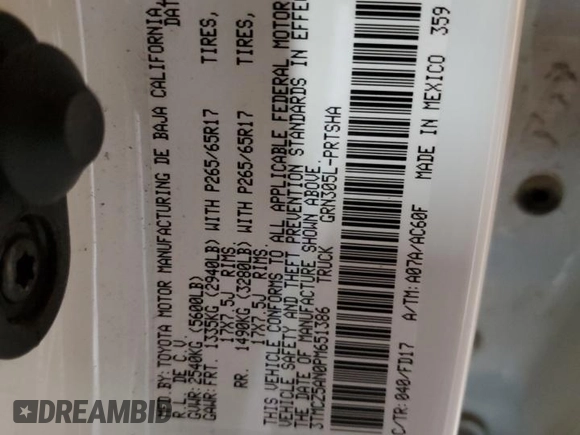 MFD.BY:TOYOTA MOTOR MANUFACTURING DE BAJA CALIFORNIA,
R.L. DE C.V.
GVWR:2540KG (5600LB)
GAWR:FRT. 1335KG (2940LB) WITH P265/65R17 TIRES,
17X7.5J RIMS,
RR. 1490KG (3280LB) WITH P265/65R17 TIRES,
17X7.5J RIMS
THIS VEHICLE CONFORMS TO ALL APPLICABLE FEDERAL MOTOR
VEHICLE SAFETY AND THEFT PREVENTION STANDARDS IN EFFE
THE DATE OF MANUFACTURE SHOWN ABOVE.
3TMCZ5AN0PM651386 TRUCK GRN305L-PRTSHA
C/TR:040/FD17 A/TM:A07A/AC60F MADE IN MEXICO 359
DREAMBID